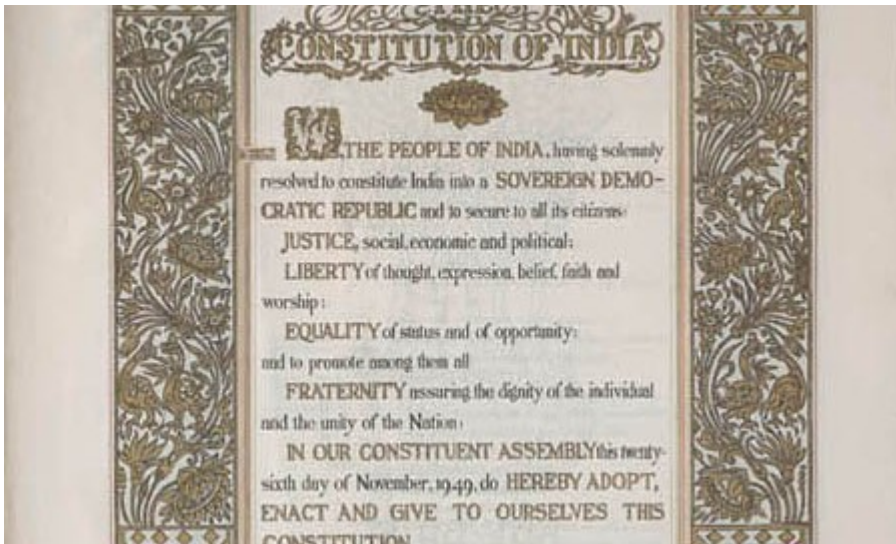 CONSTITUTION OF INDIA
WE, THE PEOPLE OF INDIA, having solemnly
resolved to constitute India into a SOVEREIGN DEMO-
CRATIC REPUBLIC and to secure to all its citizens:
JUSTICE, social, economic and political;
LIBERTY of thought, expression, belief, faith and
worship;
EQUALITY of status and of opportunity;
and to promote among them all
FRATERNITY assuring the dignity of the individual
and the unity of the Nation;
IN OUR CONSTITUENT ASSEMBLY this twenty-
sixth day of November, 1949, do HEREBY ADOPT,
ENACT AND GIVE TO OURSELVES THIS
CONSTITUTION